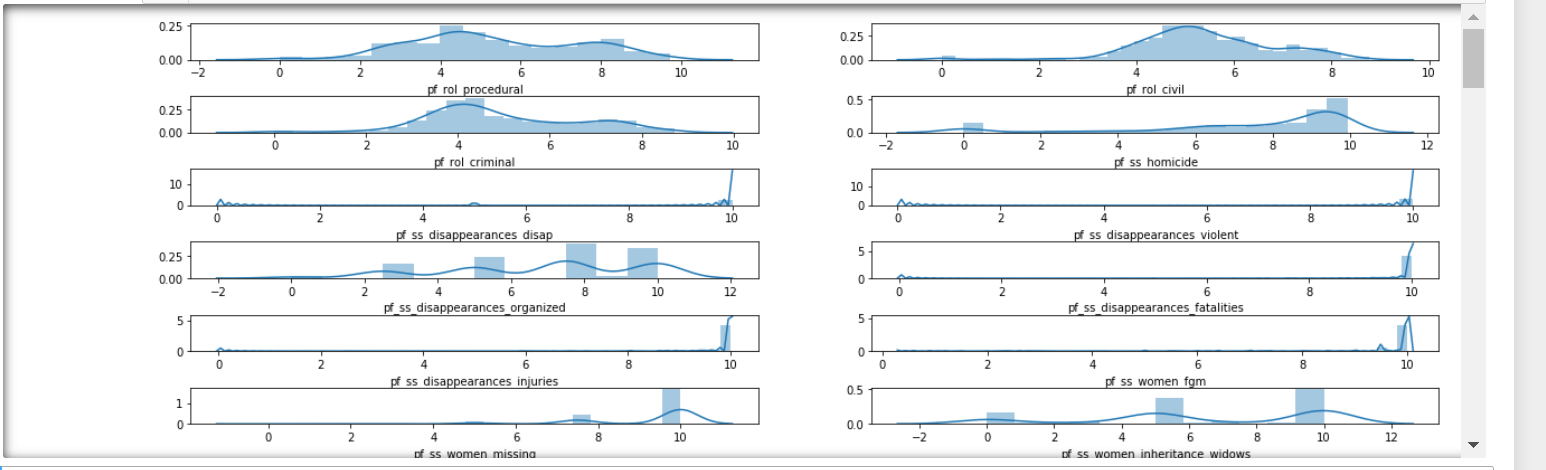 0.25
0.00
−2 0 2 4 6 8 10
pf_rol_procedural
0.25
0.00
0 2 4 6 8 10
pf_rol_civil
0.25
0.00
0 2 4 6 8 10
pf_rol_criminal
0.5
0.0
−2 0 2 4 6 8 10 12
pf_ss_homicide
10
0
0 2 4 6 8 10
pf_ss_disappearances_disap
10
0
0 2 4 6 8 10
pf_ss_disappearances_violent
0.25
0.00
−2 0 2 4 6 8 10 12
pf_ss_disappearances_organized
5
0
0 2 4 6 8 10
pf_ss_disappearances_fatalities
5
0
0 2 4 6 8 10
pf_ss_disappearances_injuries
5
0
0 2 4 6 8 10
pf_ss_women_fgm
1
0
0 2 4 6 8 10
pf_ss_women_missing
0.5
0.0
−2 0 2 4 6 8 10 12
pf_ss_women_inheritance_widows